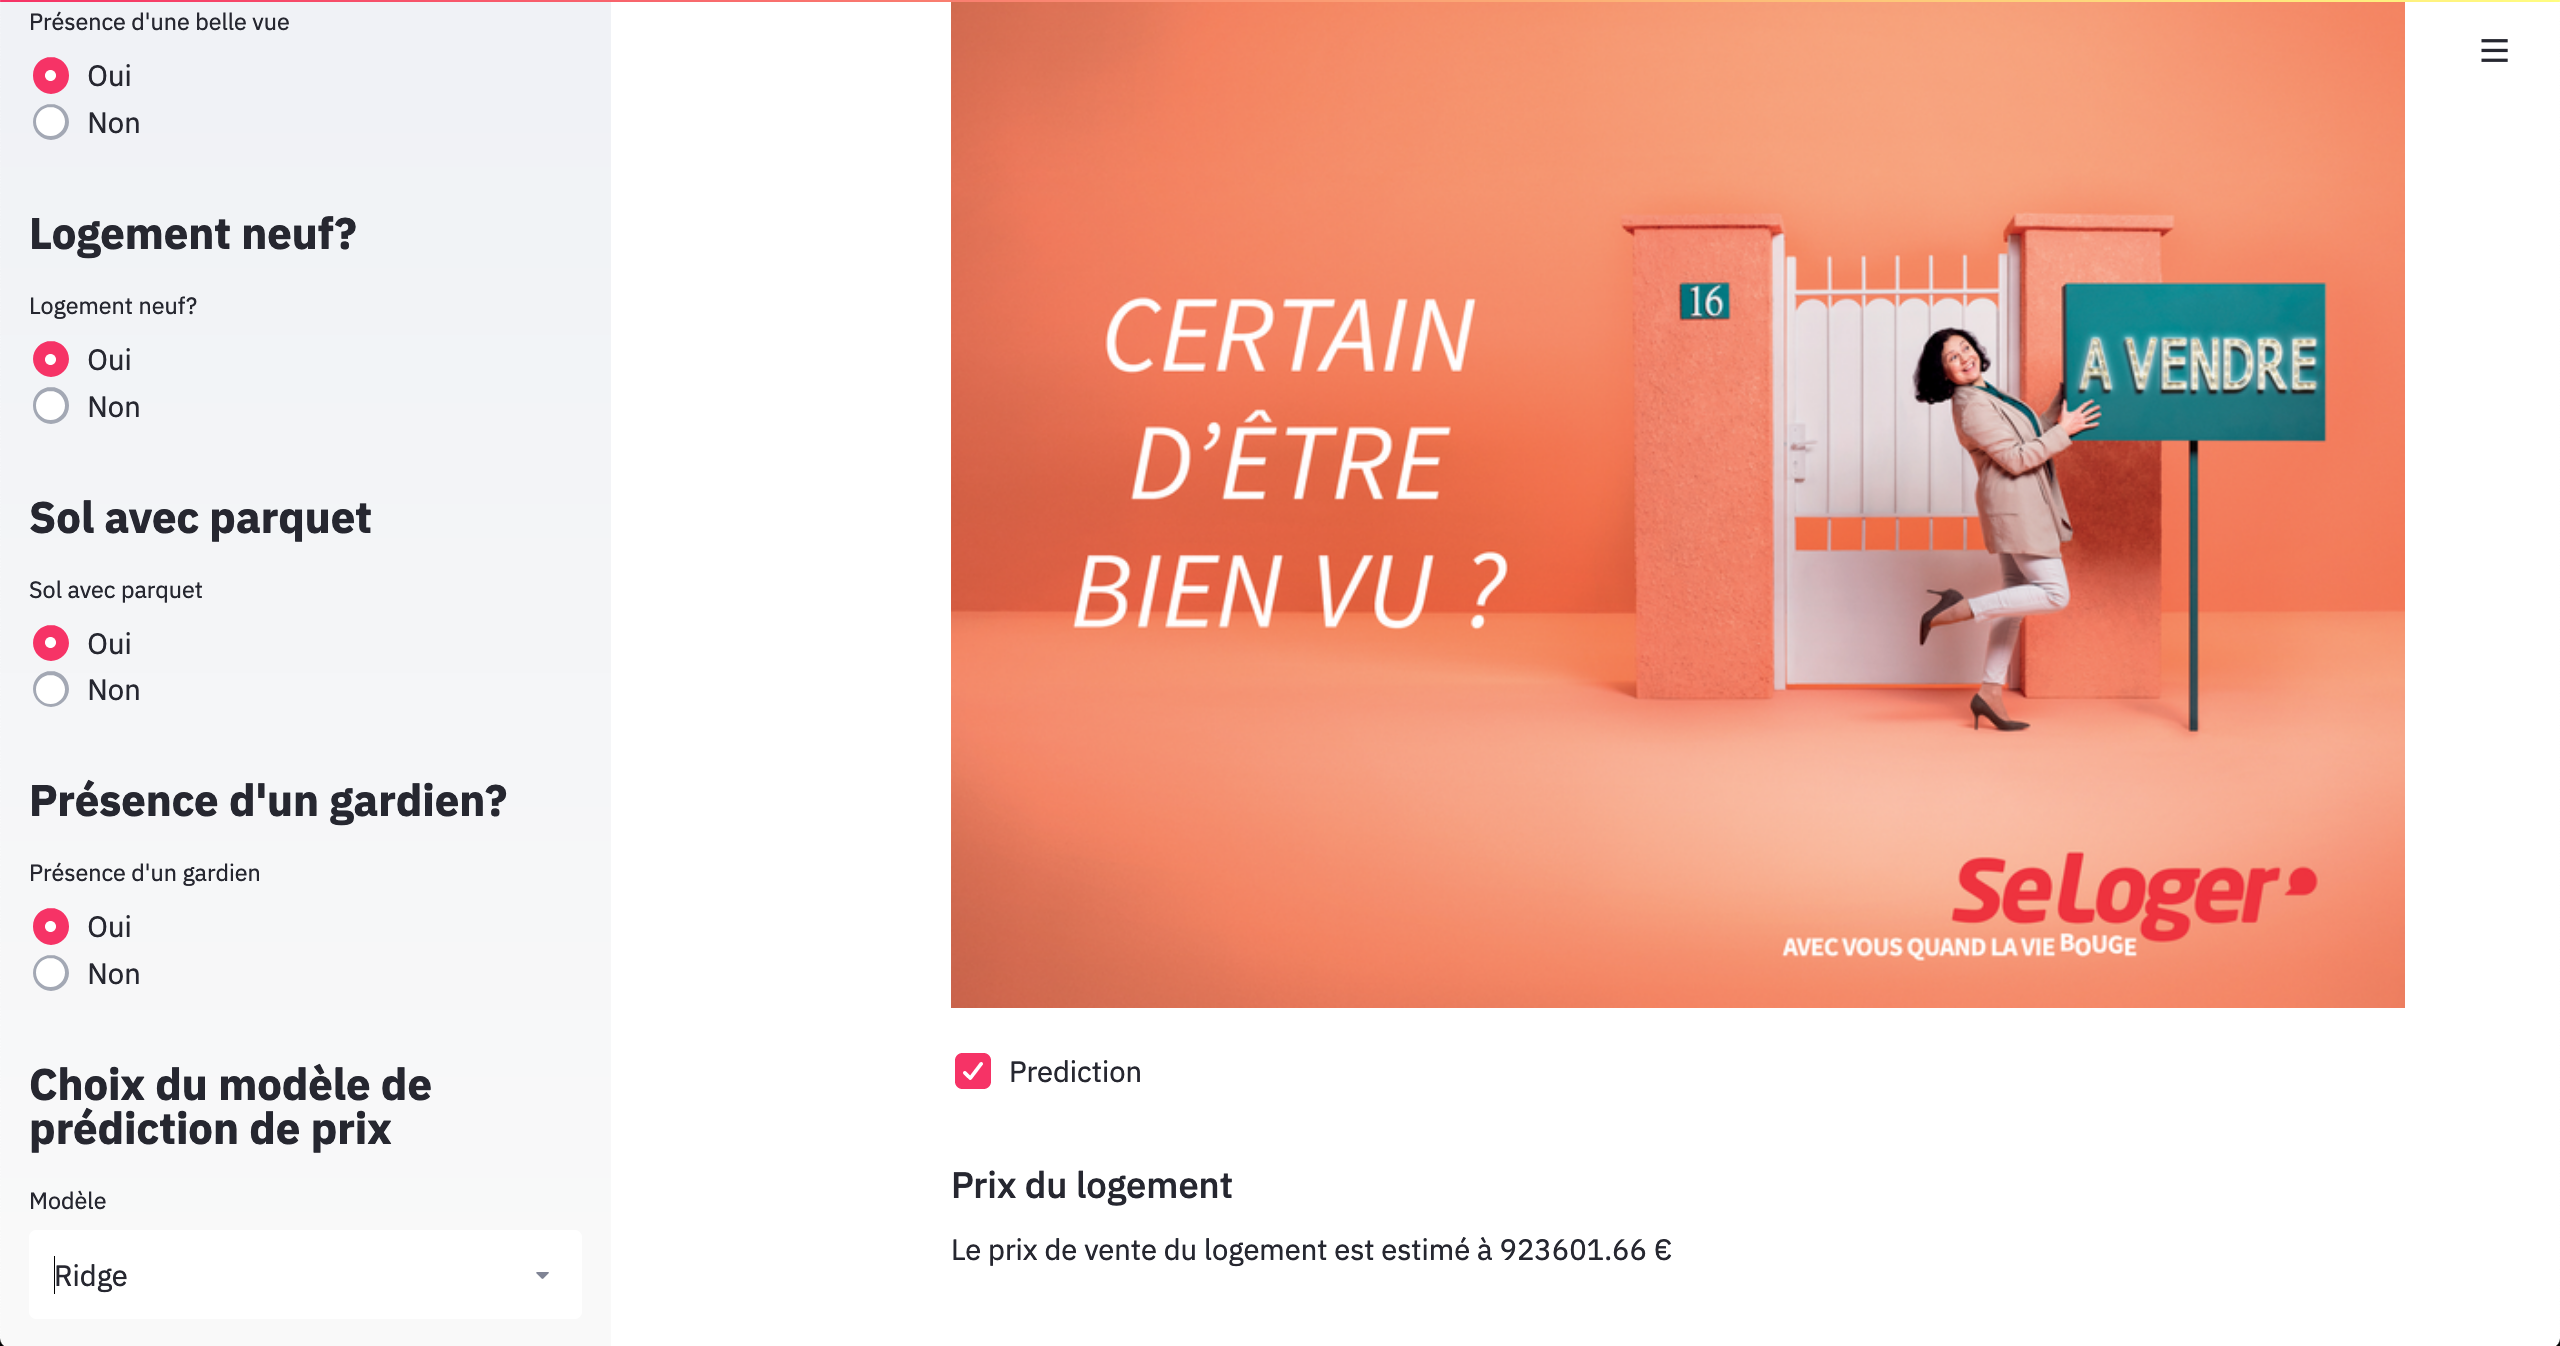 Présence d'une belle vue
Oui
Non
Logement neuf?
Logement neuf?
Oui
Non
Sol avec parquet
Sol avec parquet
Oui
Non
Présence d'un gardien?
Présence d'un gardien
Oui
Non
Choix du modèle de
prédiction de prix
Modèle
Ridge
CERTAIN
D’ÊTRE
BIEN VU ?
16
A VENDRE
SeLoger
AVEC VOUS QUAND LA VIE BOUGE
Prediction
Prix du logement
Le prix de vente du logement est estimé à 923601.66 €